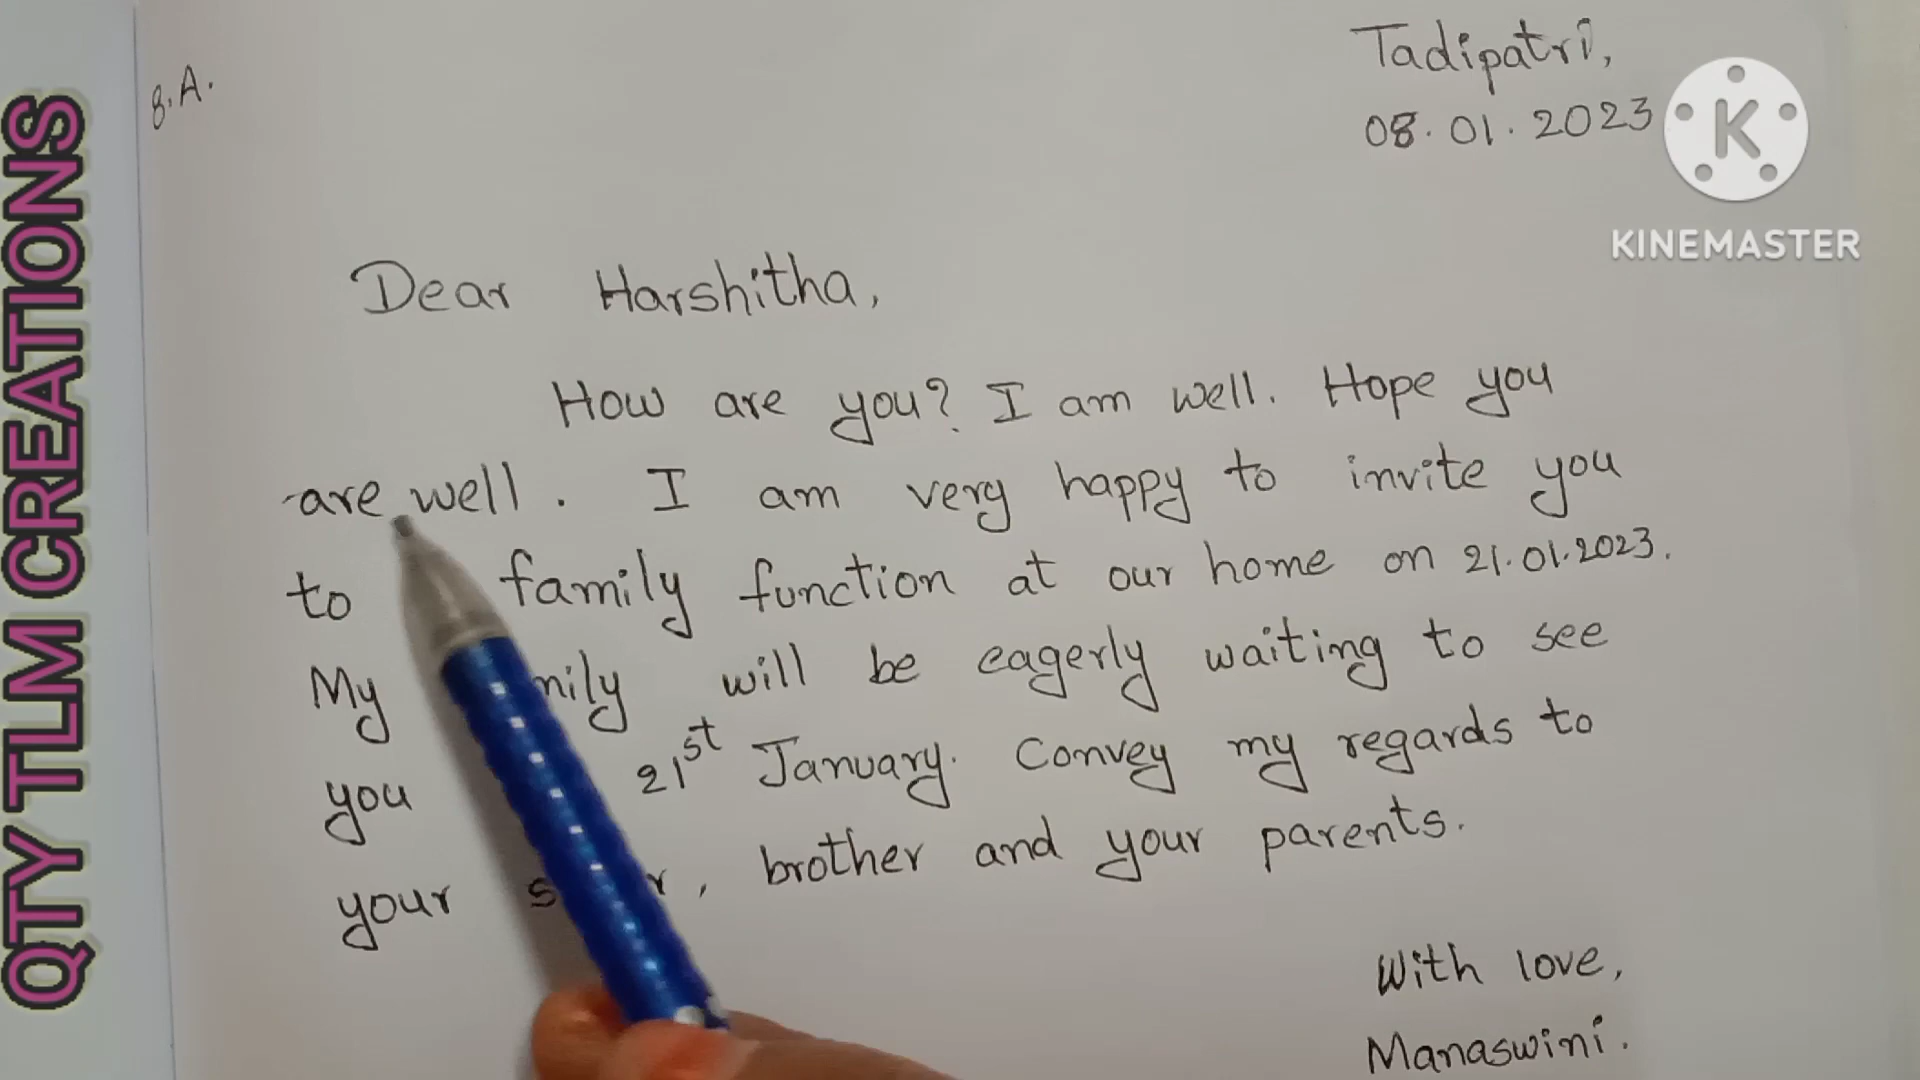 QTY TLM CREATIONS
8.A.
Tadipatri,
08.01.2023
K
KINEMASTER
Dear Harshitha,
How are you? I am well. Hope you
are well. I am very happy to invite you
to family function at our home on 21.01.2023.
My will be eagerly waiting to see
you 21st January. Convey my regards to
your , brother and your parents.
With love,
Manaswini.